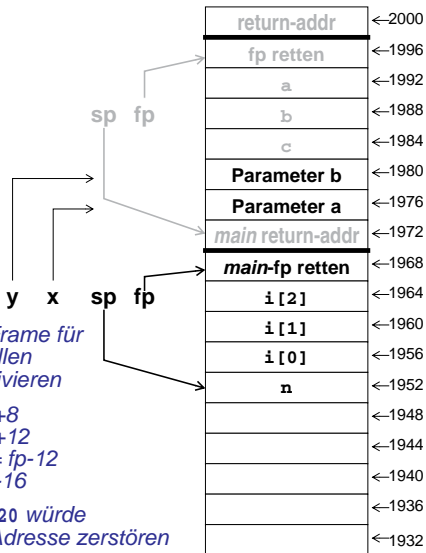 return-addr ←2000
fp retten ←1996
a ←1992
sp fp b ←1988
c ←1984
Parameter b ←1980
Parameter a ←1976
main return-addr ←1972
main-fp retten ←1968
y x sp fp i[2] ←1964
i[1] ←1960
i[0] ←1956
n ←1952
←1948
←1944
←1940
←1936
←1932
rame für
llen
ivieren
+8
+12
= fp-12
-16
20 würde
Adresse zerstören